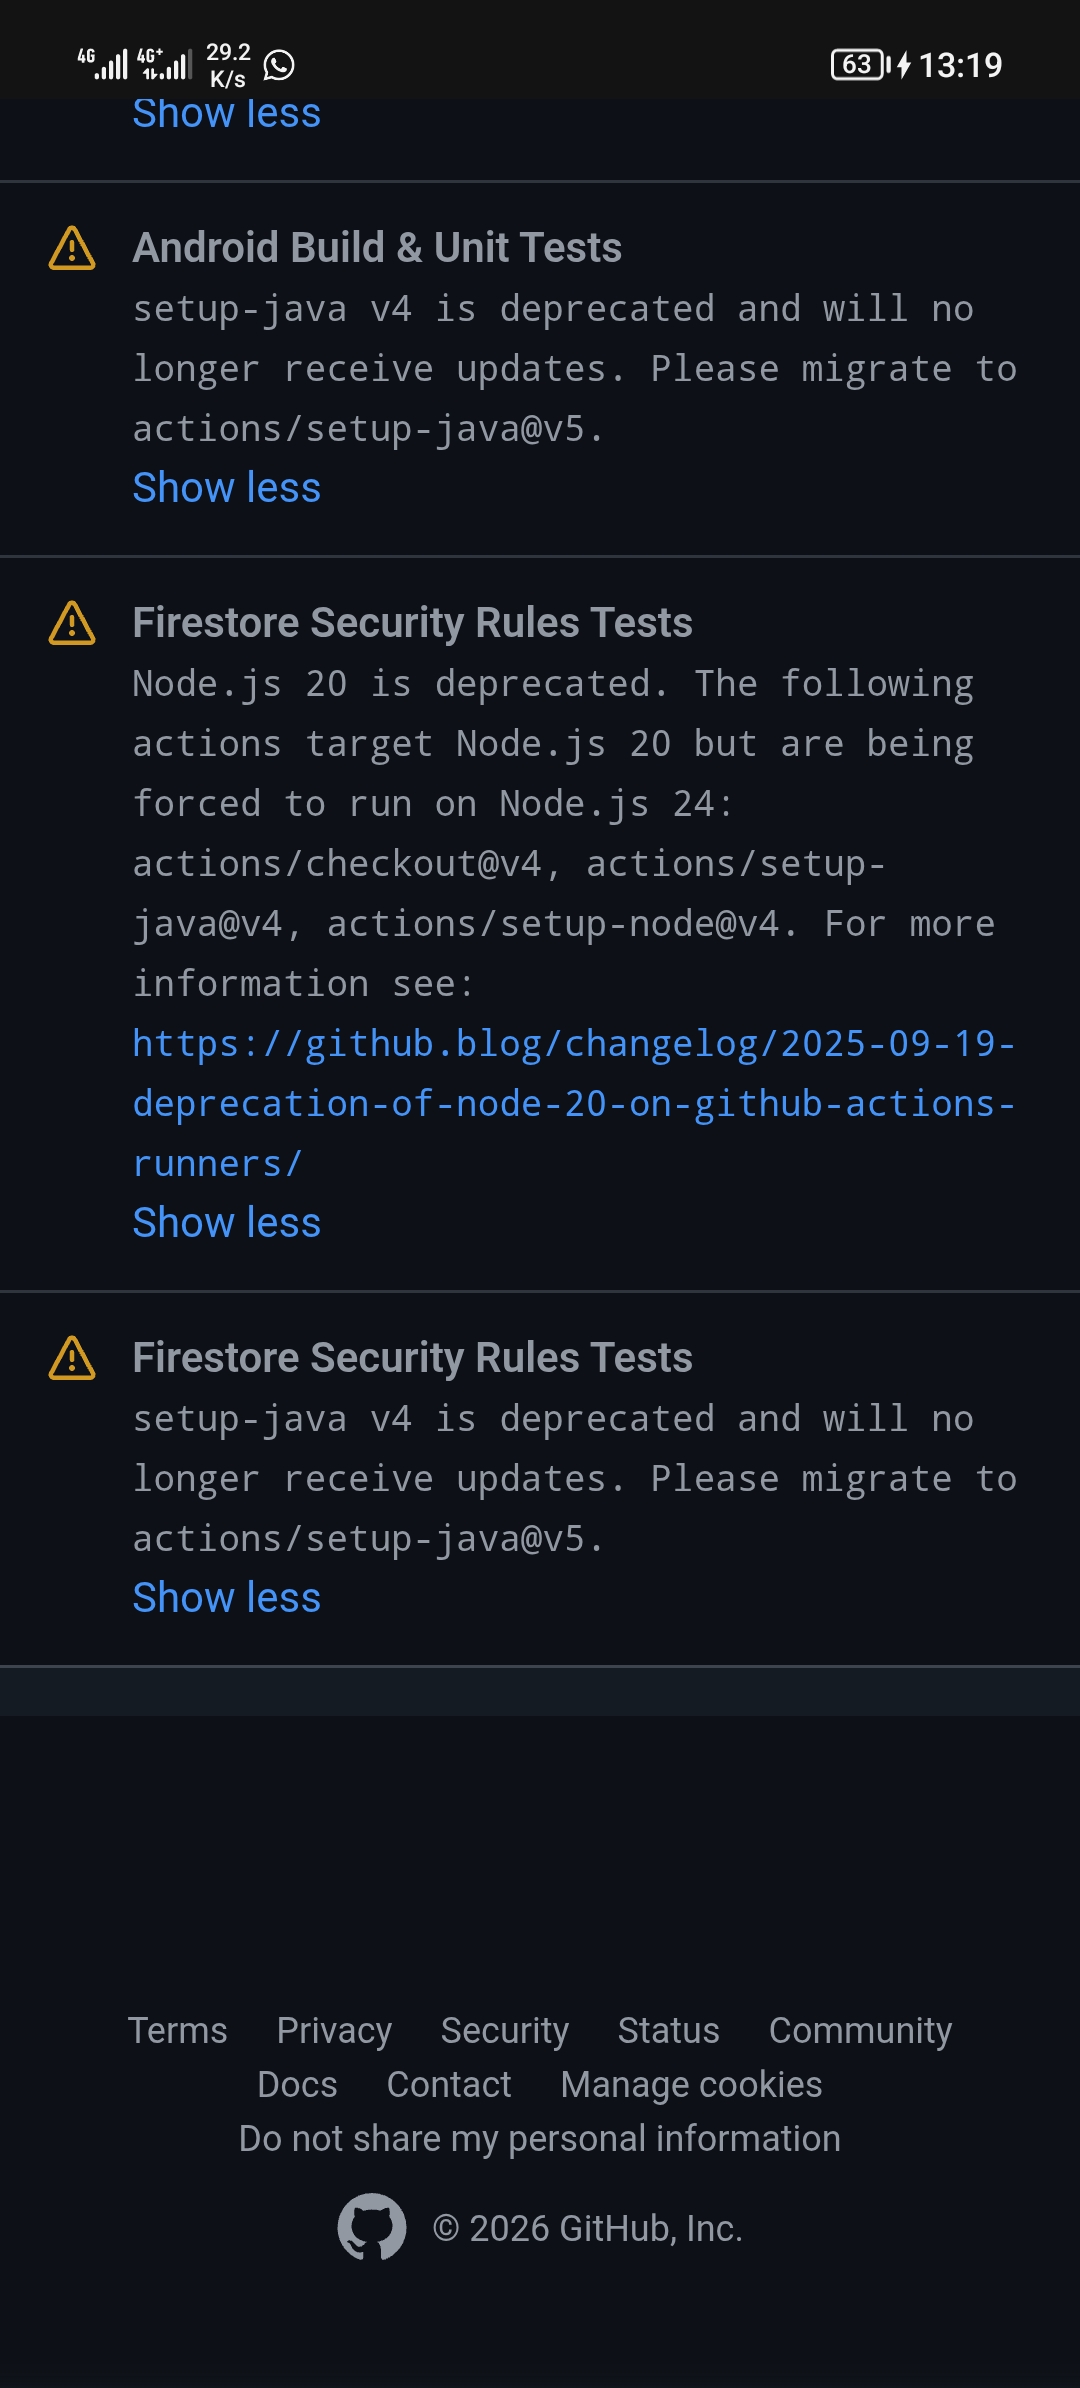 4G 4G+ 29.2 K/s 63 13:19
Show less
Android Build & Unit Tests
setup-java v4 is deprecated and will no
longer receive updates. Please migrate to
actions/setup-java@v5.
Show less
Firestore Security Rules Tests
Node.js 20 is deprecated. The following
actions target Node.js 20 but are being
forced to run on Node.js 24:
actions/checkout@v4, actions/setup-
java@v4, actions/setup-node@v4. For more
information see:
https://github.blog/changelog/2025-09-19-
deprecation-of-node-20-on-github-actions-
runners/
Show less
Firestore Security Rules Tests
setup-java v4 is deprecated and will no
longer receive updates. Please migrate to
actions/setup-java@v5.
Show less
Terms Privacy Security Status Community
Docs Contact Manage cookies
Do not share my personal information
© 2026 GitHub, Inc.